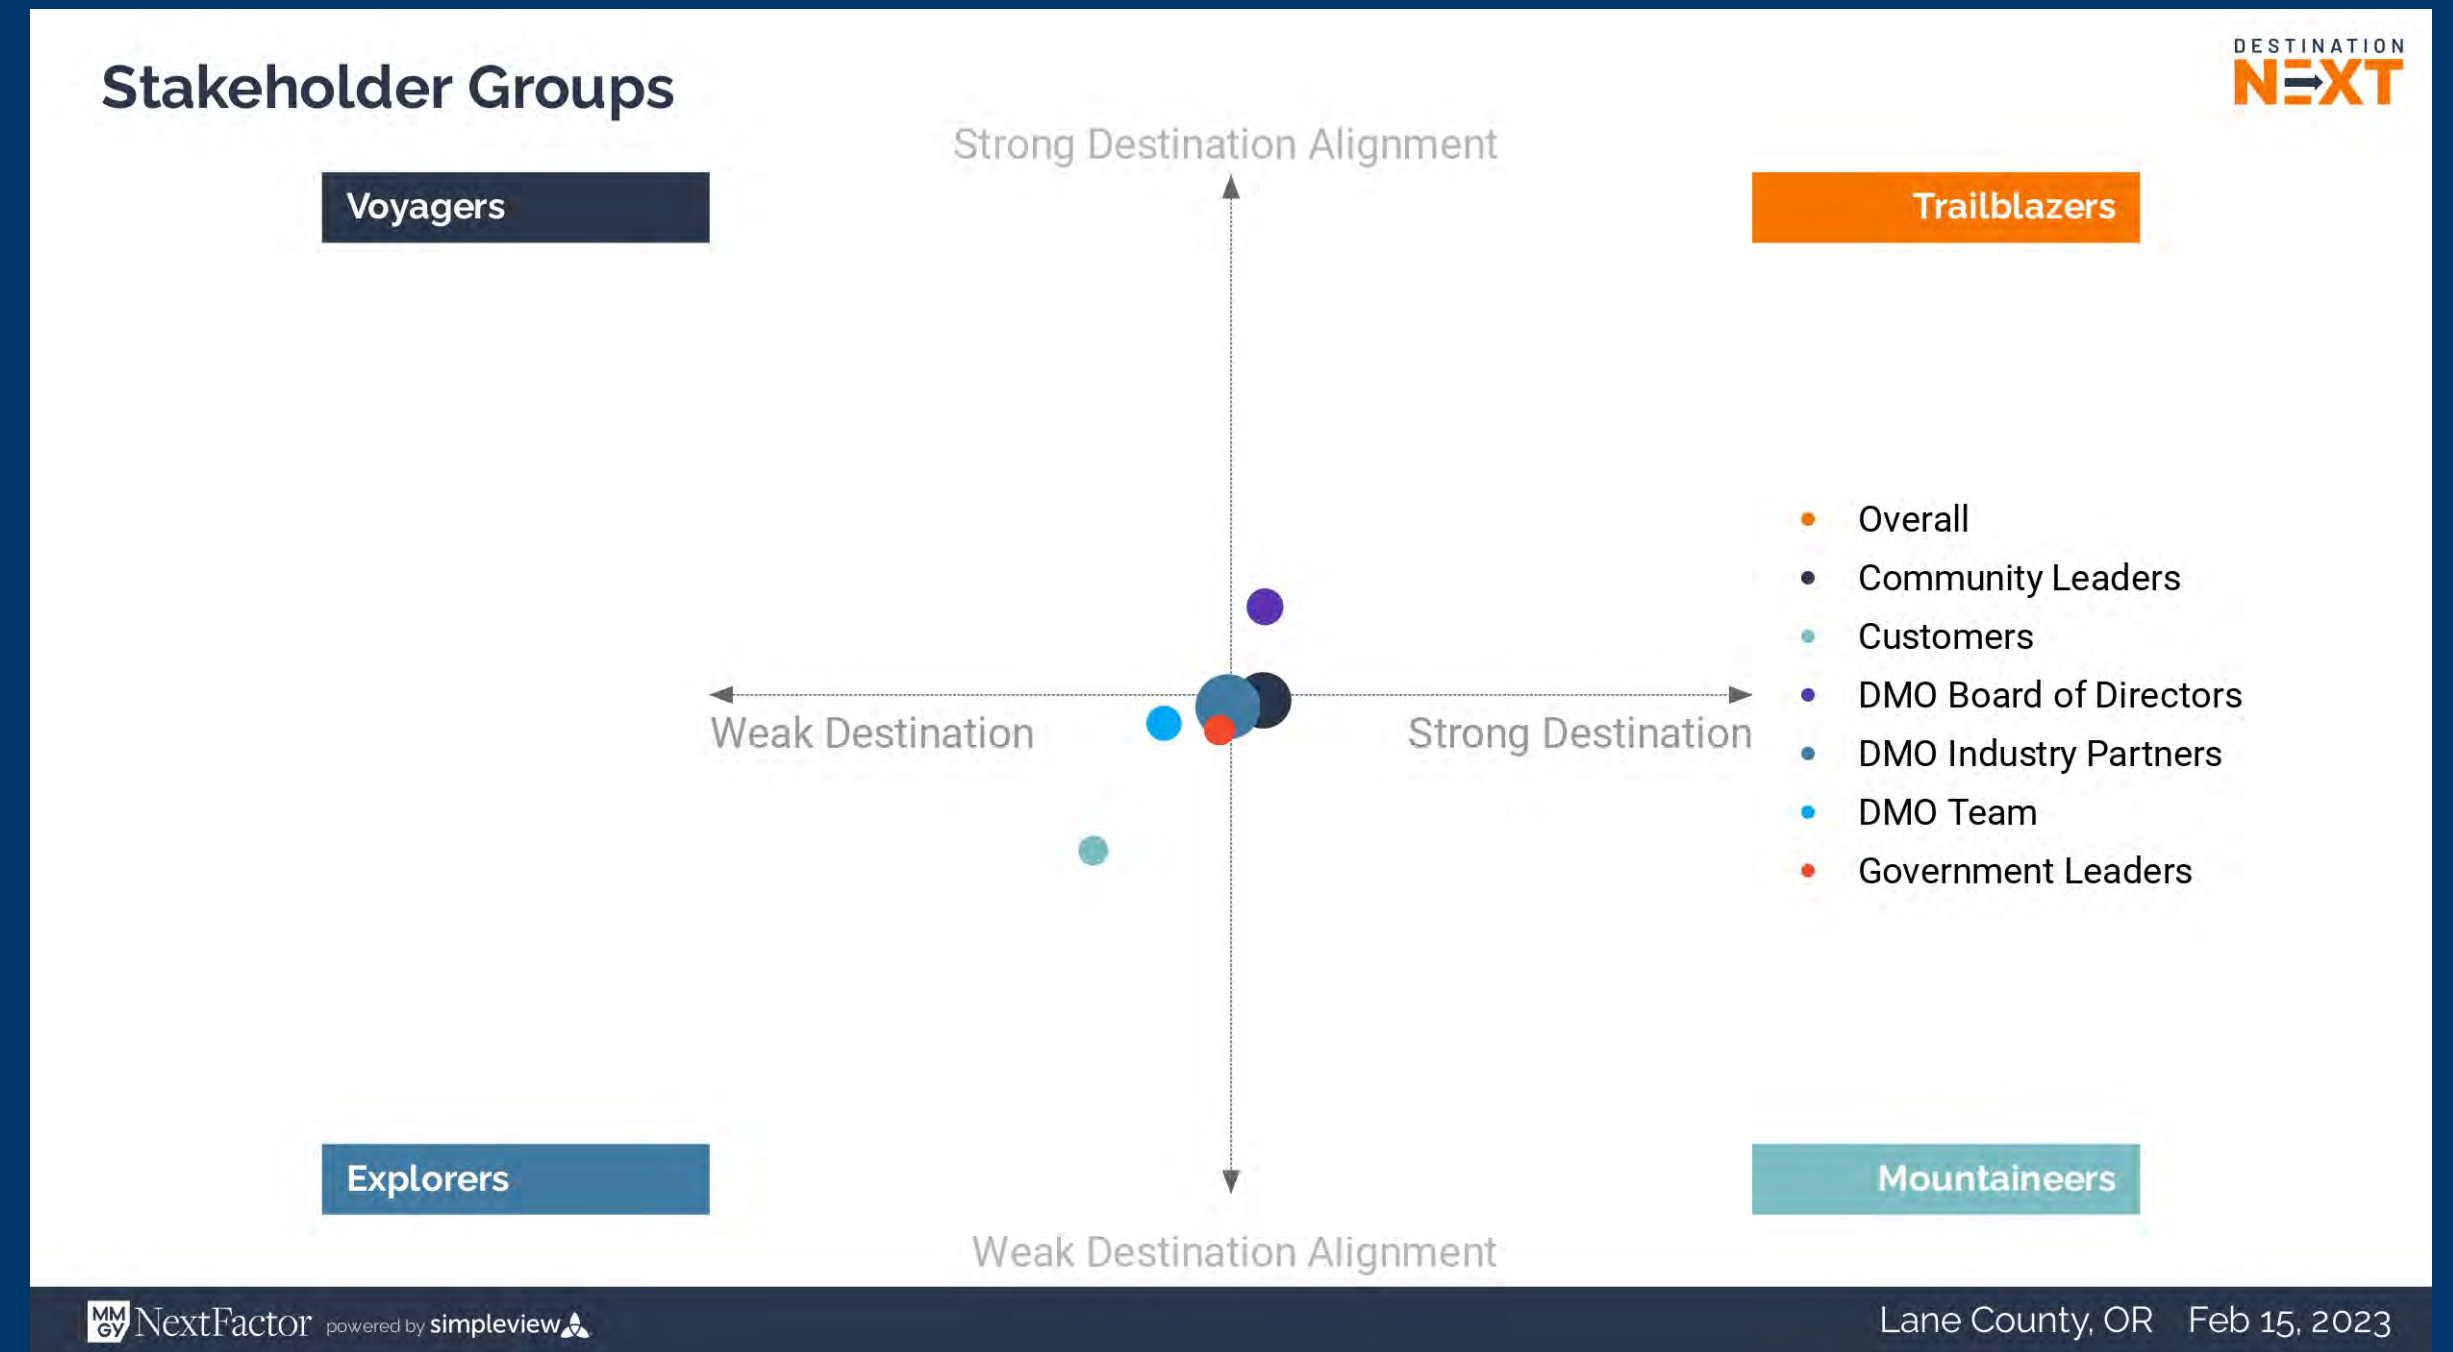 Stakeholder Groups
DESTINATION
NEXT
Strong Destination Alignment
Voyagers
Trailblazers
Overall
Community Leaders
Customers
DMO Board of Directors
DMO Industry Partners
DMO Team
Government Leaders
Weak Destination
Strong Destination
Explorers
Mountaineers
Weak Destination Alignment
MM
GY
NextFactor powered by simpleview
Lane County, OR Feb 15, 2023